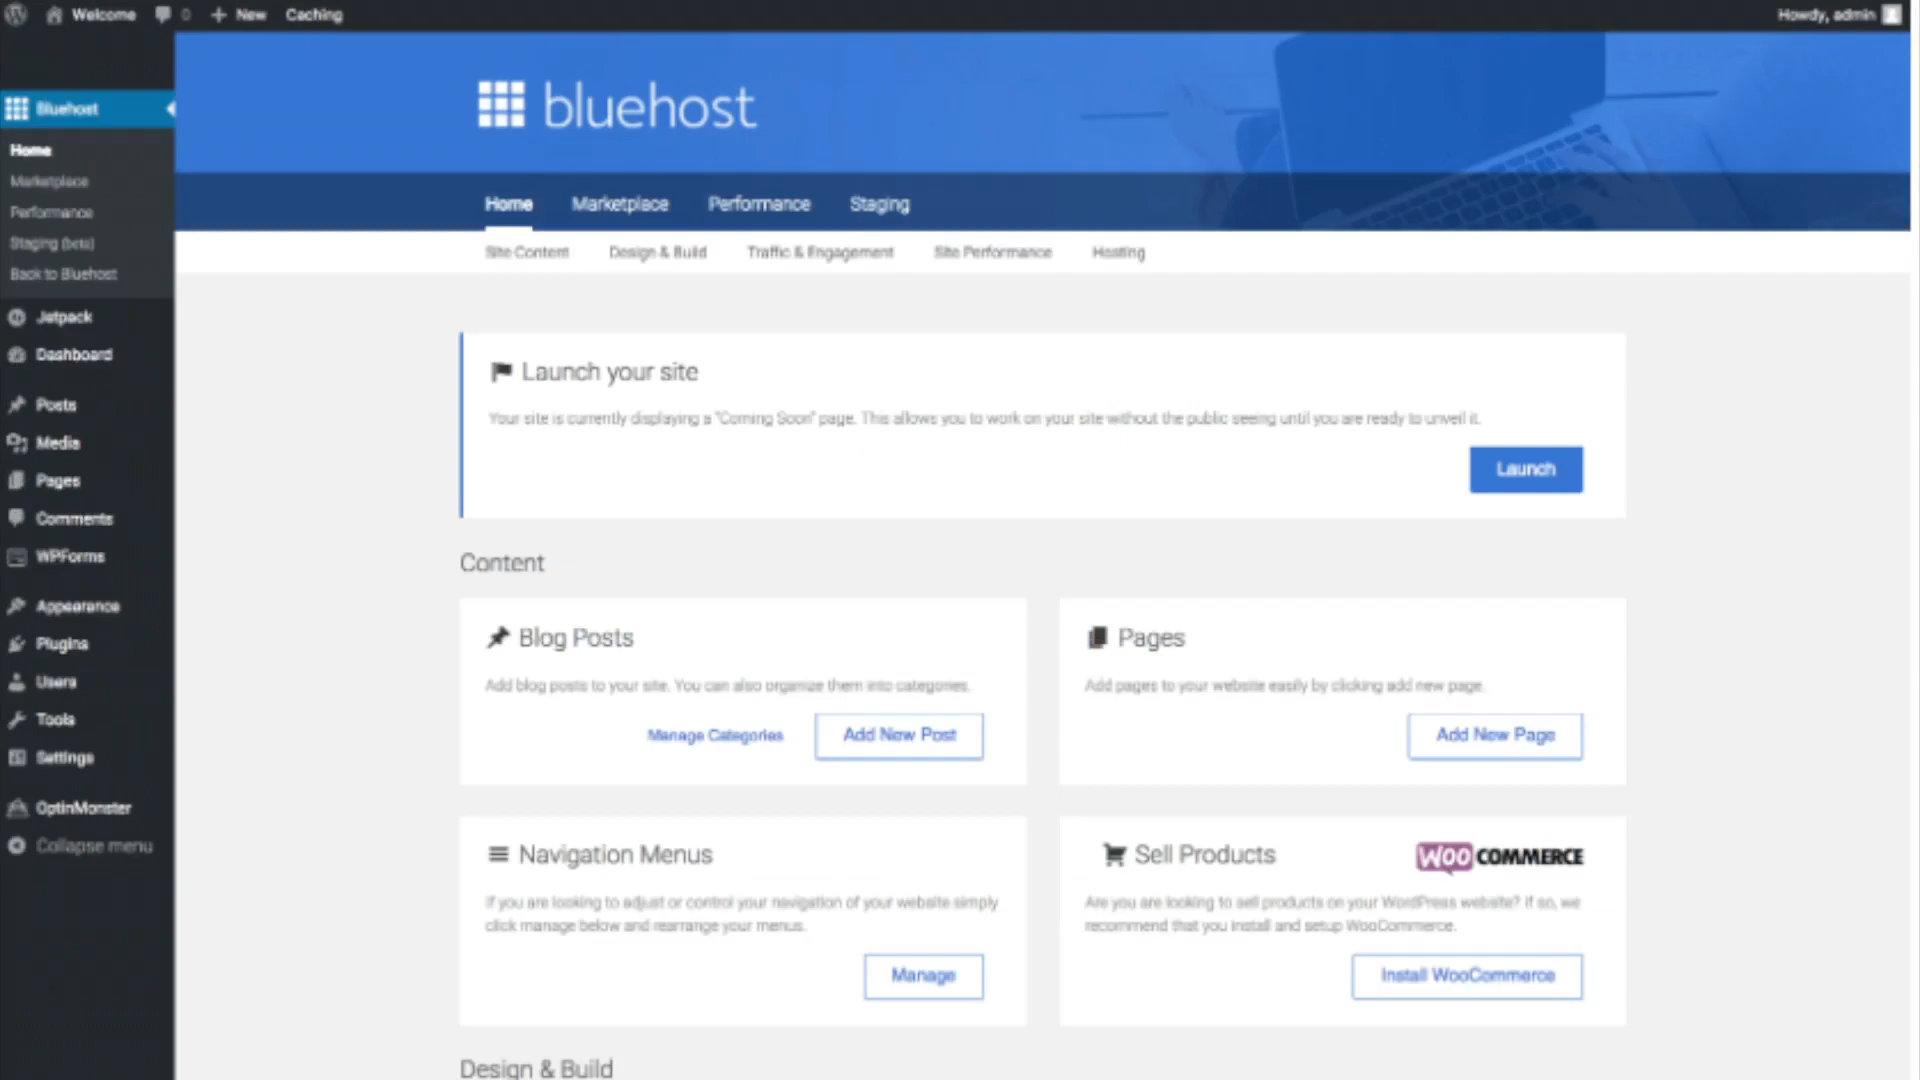 Welcome 0 New Caching Howdy, admin
Bluehost
Home
Marketplace
Performance
Staging (beta)
Back to Bluehost
Jetpack
Dashboard
Posts
Media
Pages
Comments
WPForms
Appearance
Plugins
Users
Tools
Settings
OptinMonster
Collapse menu
bluehost
Home Marketplace Performance Staging
Site Content Design & Build Traffic & Engagement Site Performance Hosting
Launch your site
Your site is currently displaying a "Coming Soon" page. This allows you to work on your site without the public seeing until you are ready to unveil it.
Launch
Content
Blog Posts
Add blog posts to your site. You can also organize them into categories.
Manage Categories Add New Post
Pages
Add pages to your website easily by clicking add new page.
Add New Page
Navigation Menus
If you are looking to adjust or control your navigation of your website simply
click manage below and rearrange your menus.
Manage
Sell Products WOO COMMERCE
Are you are looking to sell products on your WordPress website? If so, we
recommend that you install and setup WooCommerce.
Install WooCommerce
Design & Build